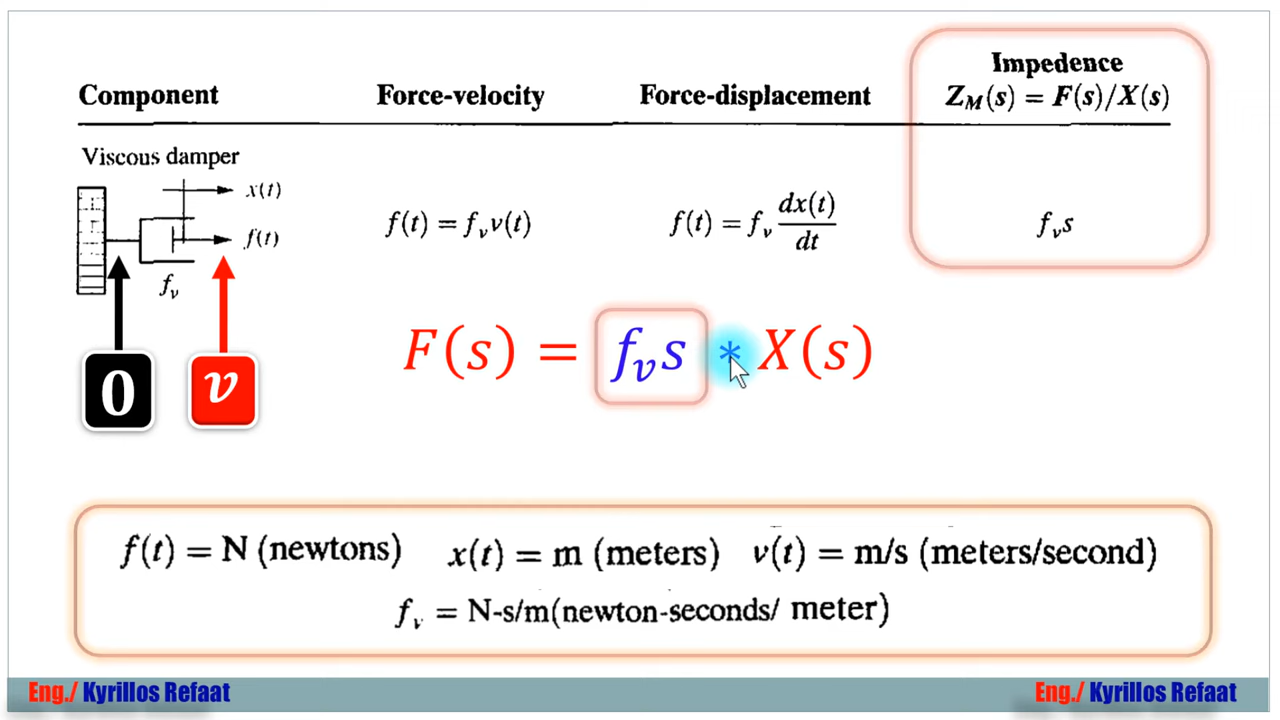 Impedence
Component Force-velocity Force-displacement Z_M(s) = F(s)/X(s)
Viscous damper
x(t)
f(t) = f_v v(t) f(t) = f_v dx(t)/dt f_v s
f(t)
f_v
F(s) = f_v s * X(s)
0 v
f(t) = N (newtons) x(t) = m (meters) v(t) = m/s (meters/second)
f_v = N-s/m(newton-seconds/ meter)
Eng./ Kyrillos Refaat Eng./ Kyrillos Refaat